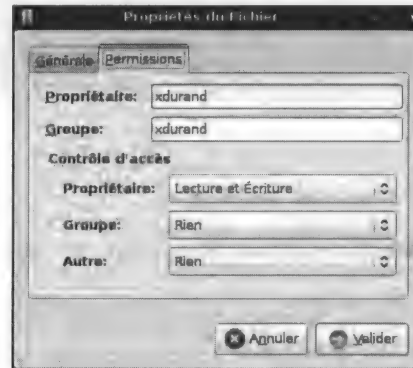 Propriétés du Fichier
Générale Permissions
Propriétaire: xdurand
Groupe: xdurand
Contrôle d'accès
Propriétaire: Lecture et Écriture
Groupe: Rien
Autre: Rien
Annuler Valider